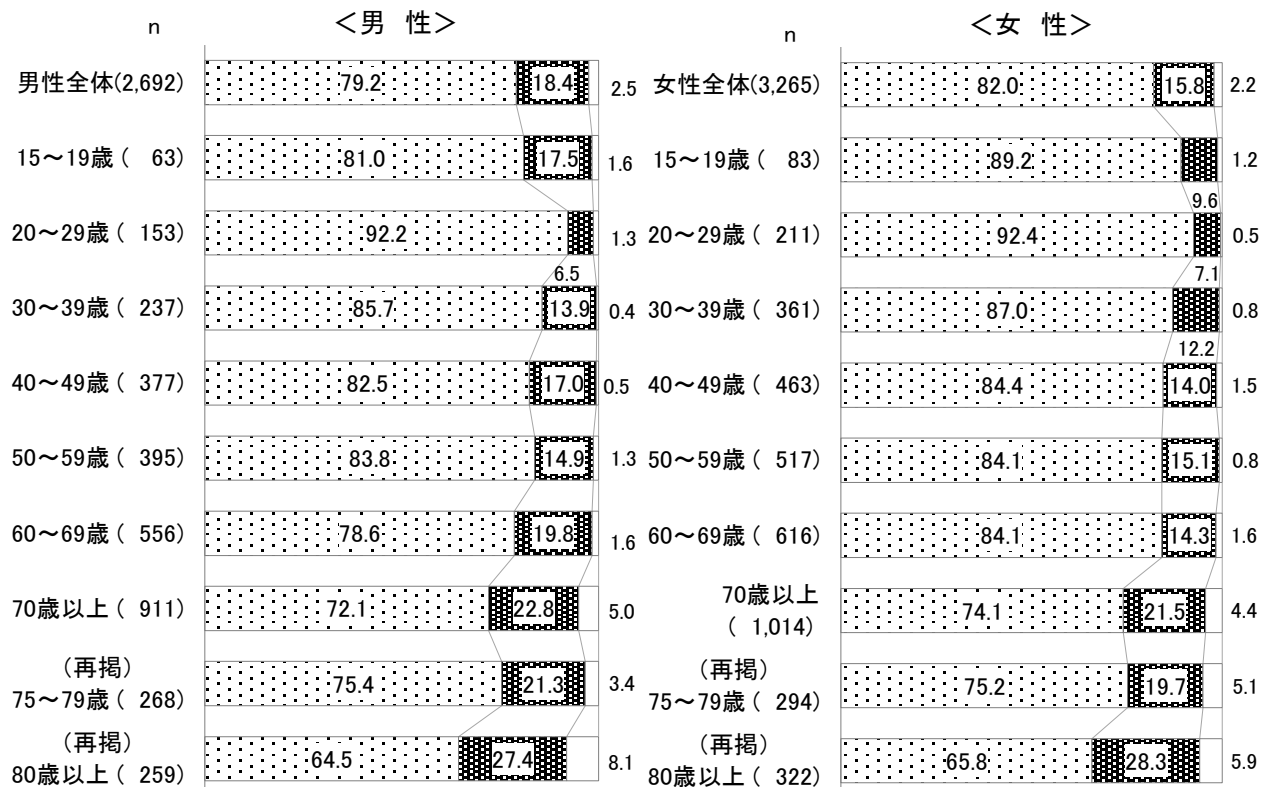 ＜男　性＞
n
男性全体(2,692) 79.2 18.4 2.5
15～19歳 (　63) 81.0 17.5 1.6
20～29歳 (　153) 92.2 1.3
6.5
30～39歳 (　237) 85.7 13.9 0.4
40～49歳 (　377) 82.5 17.0 0.5
50～59歳 (　395) 83.8 14.9 1.3
60～69歳 (　556) 78.6 19.8 1.6
70歳以上 (　911) 72.1 22.8 5.0
（再掲）
75～79歳 (　268) 75.4 21.3 3.4
（再掲）
80歳以上 (　259) 64.5 27.4 8.1
＜女　性＞
n
女性全体(3,265) 82.0 15.8 2.2
15～19歳 (　83) 89.2 1.2
9.6
20～29歳 (　211) 92.4 0.5
7.1
30～39歳 (　361) 87.0 0.8
12.2
40～49歳 (　463) 84.4 14.0 1.5
50～59歳 (　517) 84.1 15.1 0.8
60～69歳 (　616) 84.1 14.3 1.6
70歳以上
(　1,014) 74.1 21.5 4.4
（再掲）
75～79歳 (　294) 75.2 19.7 5.1
（再掲）
80歳以上 (　322) 65.8 28.3 5.9